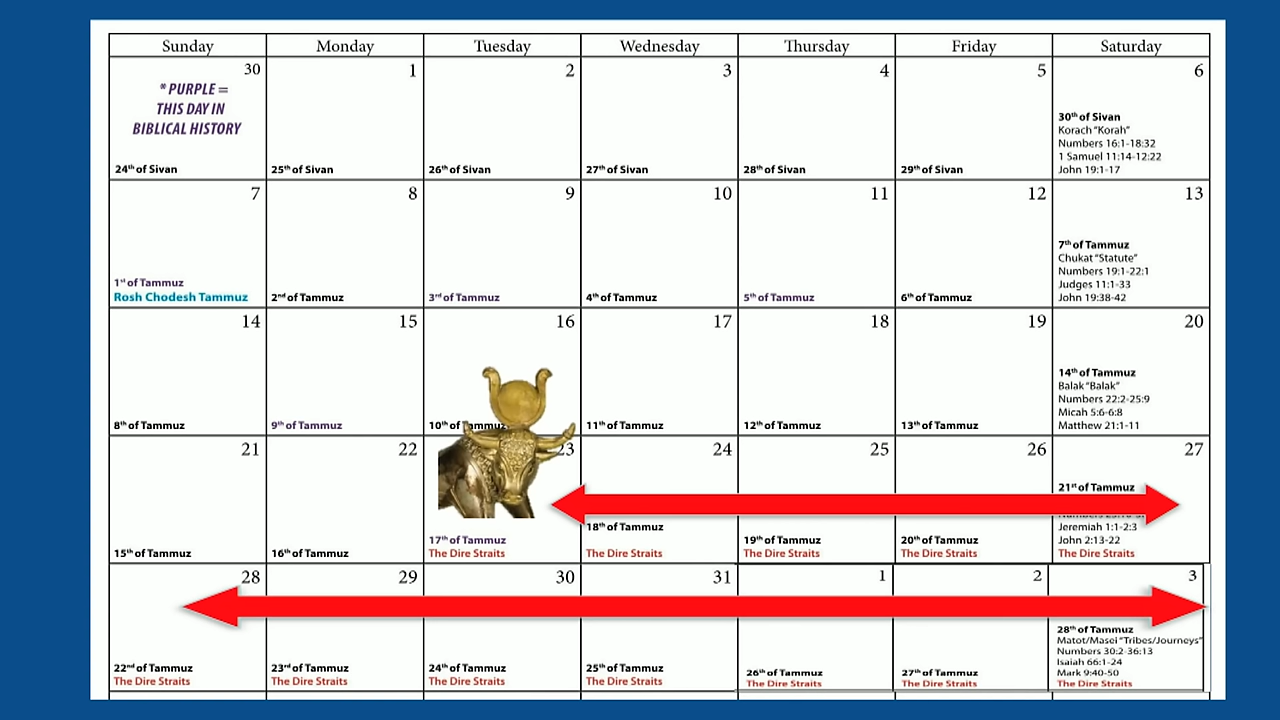 Sunday Monday Tuesday Wednesday Thursday Friday Saturday
30
* PURPLE =
THIS DAY IN
BIBLICAL HISTORY
24th of Sivan
1
25th of Sivan
2
26th of Sivan
3
27th of Sivan
4
28th of Sivan
5
29th of Sivan
6
30th of Sivan
Korach "Korah"
Numbers 16:1-18:32
1 Samuel 11:14-12:22
John 19:1-17
7
1st of Tammuz
Rosh Chodesh Tammuz
8
2nd of Tammuz
9
3rd of Tammuz
10
4th of Tammuz
11
5th of Tammuz
12
6th of Tammuz
13
7th of Tammuz
Chukat "Statute"
Numbers 19:1-22:1
Judges 11:1-33
John 19:38-42
14
8th of Tammuz
15
9th of Tammuz
16
10th of Tammuz
17
11th of Tammuz
18
12th of Tammuz
19
13th of Tammuz
20
14th of Tammuz
Balak "Balak"
Numbers 22:2-25:9
Micah 5:6-6:8
Matthew 21:1-11
21
15th of Tammuz
22
16th of Tammuz
23
17th of Tammuz
The Dire Straits
24
18th of Tammuz
The Dire Straits
25
19th of Tammuz
The Dire Straits
26
20th of Tammuz
The Dire Straits
27
21st of Tammuz
Jeremiah 1:1-2:3
John 2:13-22
The Dire Straits
28
22nd of Tammuz
The Dire Straits
29
23rd of Tammuz
The Dire Straits
30
24th of Tammuz
The Dire Straits
31
25th of Tammuz
The Dire Straits
1
26th of Tammuz
The Dire Straits
2
27th of Tammuz
The Dire Straits
3
28th of Tammuz
Matot/Masei "Tribes/Journeys"
Numbers 30:2-36:13
Isaiah 66:1-24
Mark 9:40-50
The Dire Straits